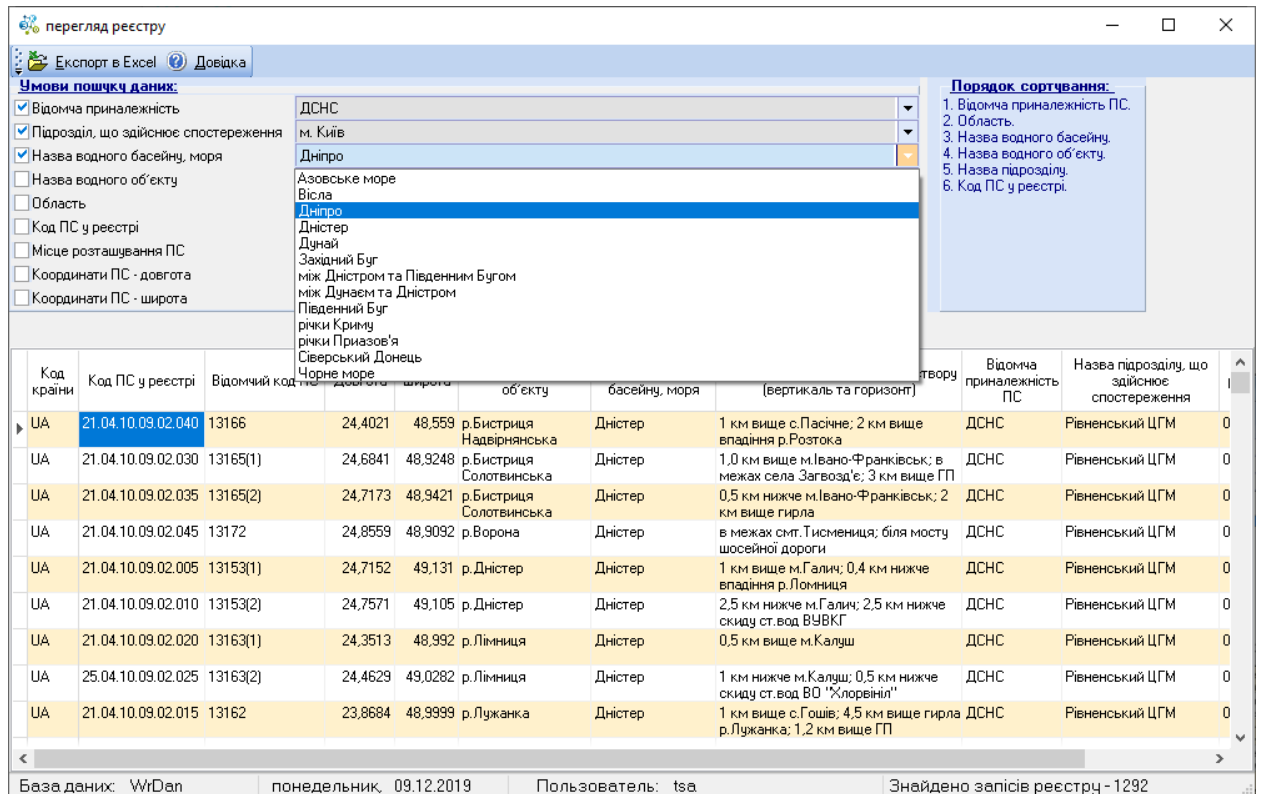 перегляд реєстру
Експорт в Excel Довідка
Умови пошуку даних:
Порядок сортування:
Відомча приналежність ДСНС
1. Відомча приналежність ПС.
Підрозділ, що здійснює спостереження м. Київ
2. Область.
3. Назва водного басейну.
Назва водного басейну, моря Дніпро
4. Назва водного об'єкту.
5. Назва підрозділу.
6. Код ПС у реєстрі.
Назва водного об'єкту
Область
Код ПС у реєстрі
Місце розташування ПС
Координати ПС - довгота
Координати ПС - широта
Азовське море
Вісла
Дніпро
Дністер
Дунай
Західний Буг
між Дністром та Південним Бугом
між Дунаєм та Дністром
Південний Буг
річки Криму
річки Приазов'я
Сіверський Донець
Чорне море
Код країни
Код ПС у реєстрі
Відомчий код
об'єкту
басейну, моря
створу
(вертикаль та горизонт)
Відомча
приналежність
ПС
Назва підрозділу, що
здійснює
спостереження
UA 21.04.10.09.02.040 13166 24,4021 48,559 р.Бистриця Дністер 1 км вище с.Пасічне; 2 км вище ДСНС Рівненський ЦГМ 0
Надвірнянська впадіння р.Розтока
UA 21.04.10.09.02.030 13165(1) 24,6841 48,9248 р.Бистриця Дністер 1,0 км вище м.Івано-Франківськ; в ДСНС Рівненський ЦГМ 0
Солотвинська межах села Загвозд'є; 3 км вище ГП
UA 21.04.10.09.02.035 13165(2) 24,7173 48,9421 р.Бистриця Дністер 0,5 км нижче м.Івано-Франківськ; 2 ДСНС Рівненський ЦГМ 0
Солотвинська км вище гирла
UA 21.04.10.09.02.045 13172 24,8559 48,9092 р.Ворона Дністер в межах смт.Тисмениця; біля мосту ДСНС Рівненський ЦГМ 0
шосейної дороги
UA 21.04.10.09.02.005 13153(1) 24,7152 49,131 р.Дністер Дністер 1 км вище м.Галич; 0,4 км нижче ДСНС Рівненський ЦГМ 0
впадіння р.Ломниця
UA 21.04.10.09.02.010 13153(2) 24,7571 49,105 р.Дністер Дністер 2,5 км нижче м.Галич; 2,5 км нижче ДСНС Рівненський ЦГМ 0
скиду ст.вод ВУВКГ
UA 21.04.10.09.02.020 13163(1) 24,3513 48,992 р.Лімниця Дністер 0,5 км вище м.Калуш ДСНС Рівненський ЦГМ 0
UA 25.04.10.09.02.025 13163(2) 24,4629 49,0282 р.Лімниця Дністер 1 км нижче м.Калуш; 0,5 км нижче ДСНС Рівненський ЦГМ 0
скиду ст.вод ВО "Хлорвініл"
UA 21.04.10.09.02.015 13162 23,8684 48,9999 р.Лужанка Дністер 1 км вище с.Гошів; 4,5 км вище гирла ДСНС Рівненський ЦГМ 0
р.Лужанка; 1,2 км вище ГП
База даних: WrDan понедельник, 09.12.2019 Пользователь: tsa Знайдено записів реєстру - 1292